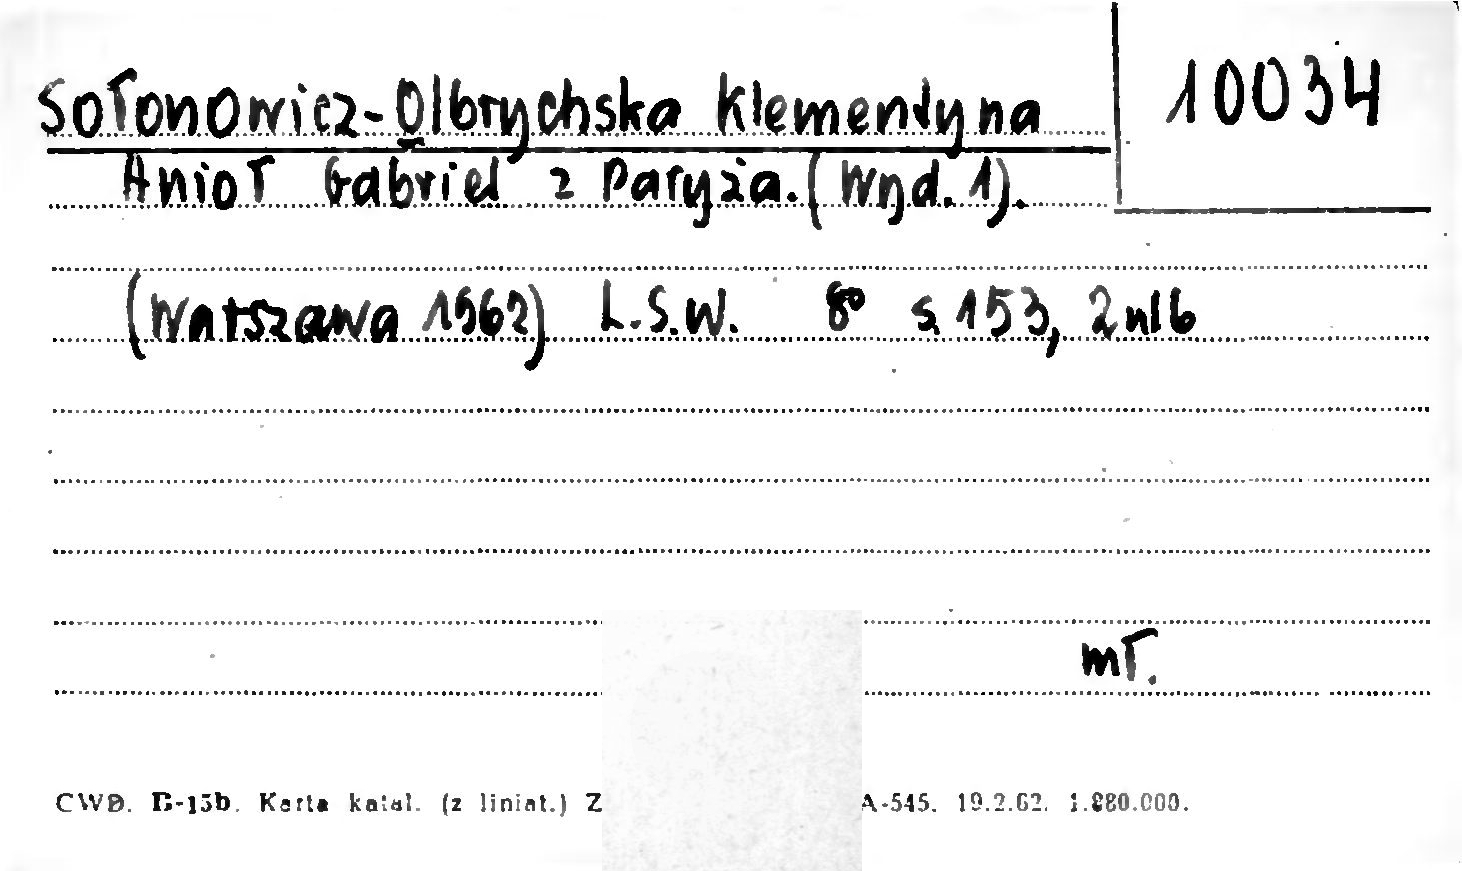 Sołonowicz-Olbrychska Klementyna
10034
Anioł Gabriel z Paryża. (Wyd. 1).
(Warszawa 1962) L.S.W. 8° s. 153, 2 nlb
mł.
CWD. B-15b. Karta katal. (z liniat.) Z A-545. 19.2.62. 1.880.000.